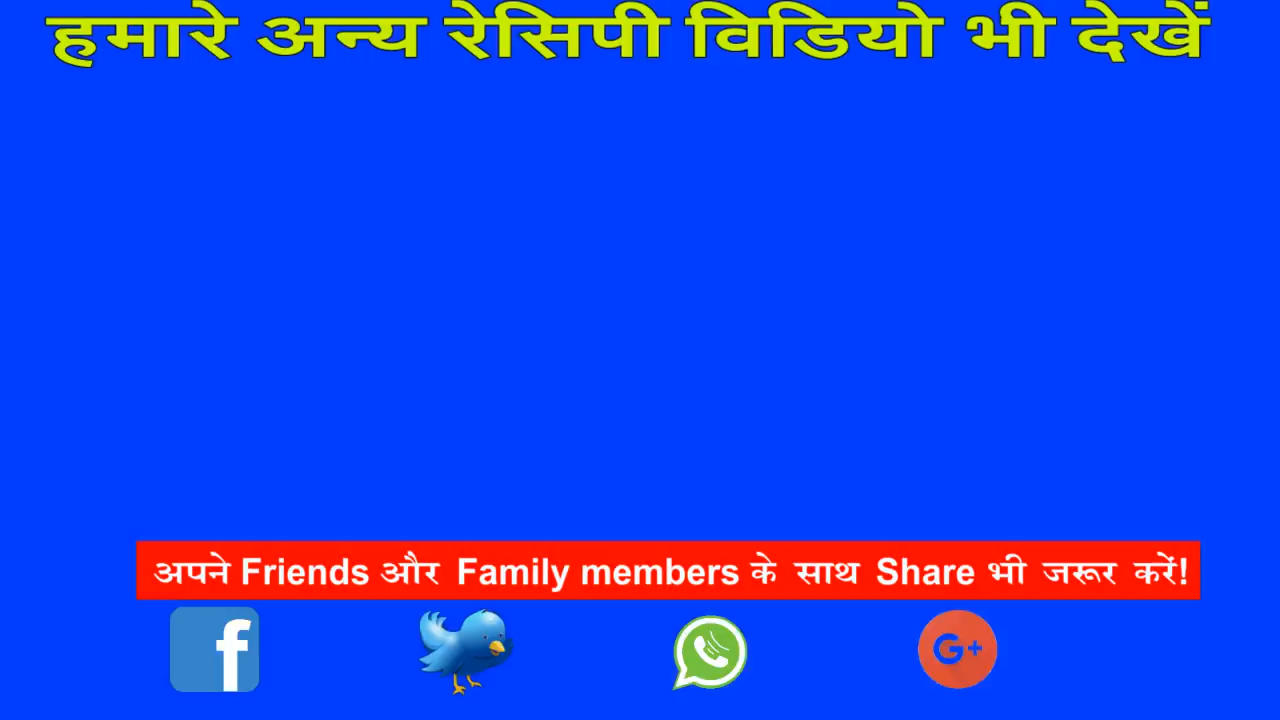 हमारे अन्य रेसिपी विडियो भी देखें
अपने Friends और Family members के साथ Share भी जरूर करें!
f
G+